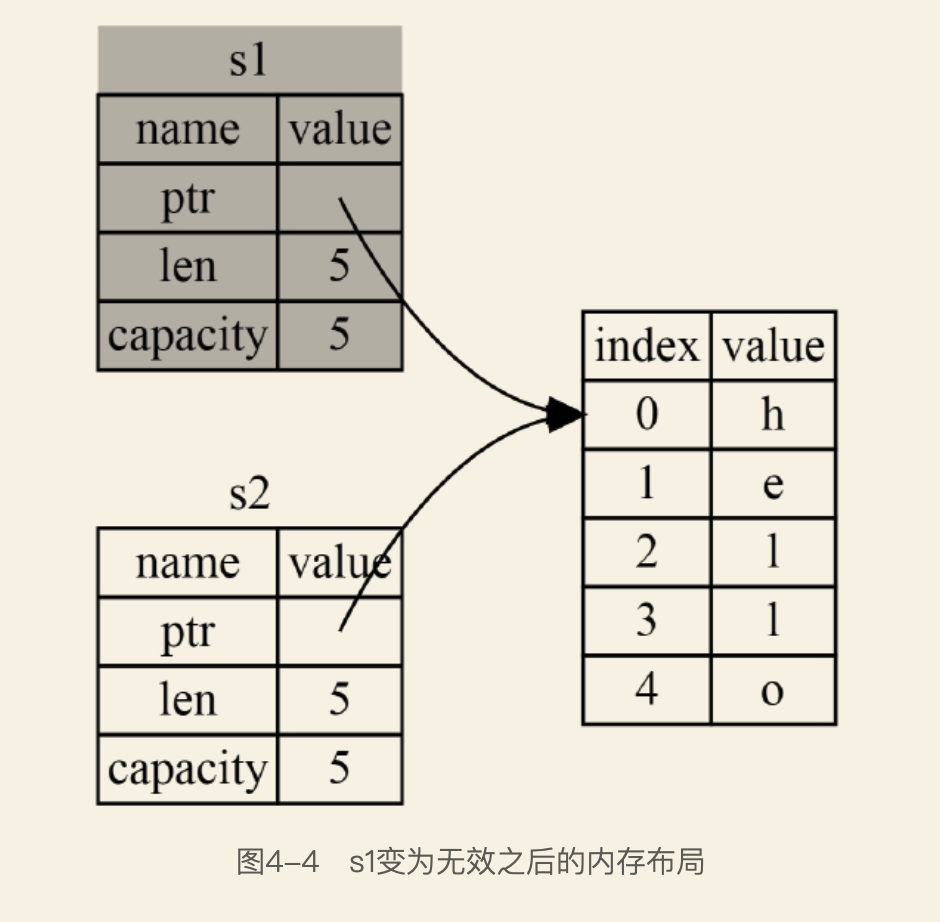 s1
name value
ptr
len 5
capacity 5
s2
name value
ptr
len 5
capacity 5
index value
0 h
1 e
2 l
3 l
4 o
图4-4 s1变为无效之后的内存布局